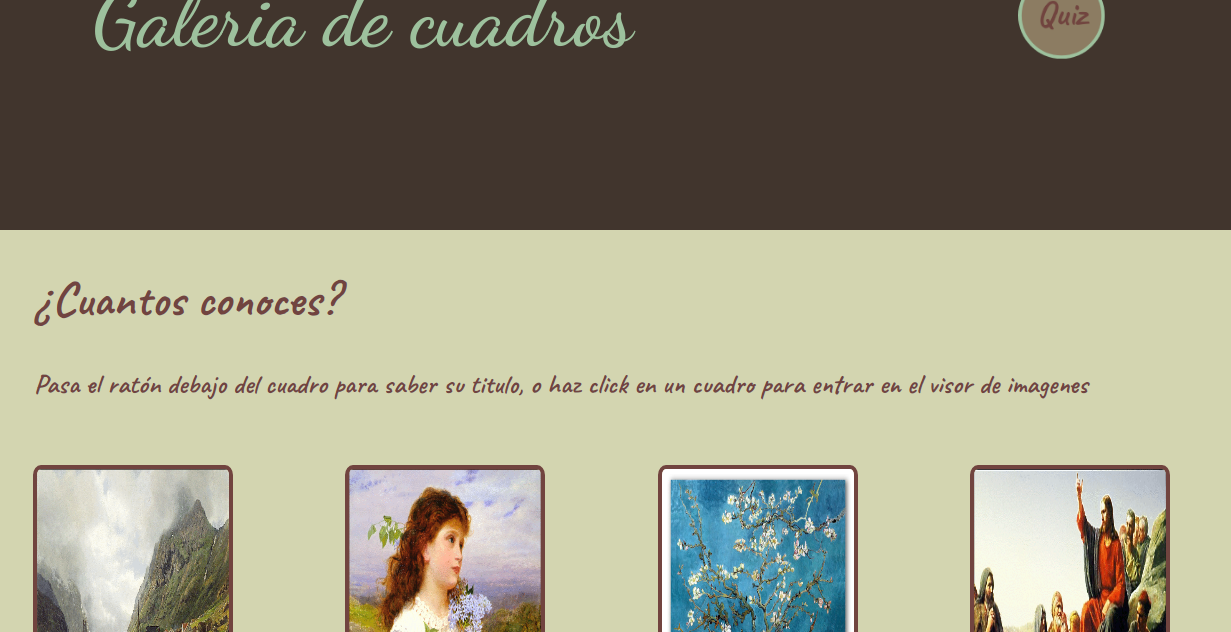 Galeria de cuadros
Quiz
¿Cuantos conoces?
Pasa el ratón debajo del cuadro para saber su titulo, o haz click en un cuadro para entrar en el visor de imagenes